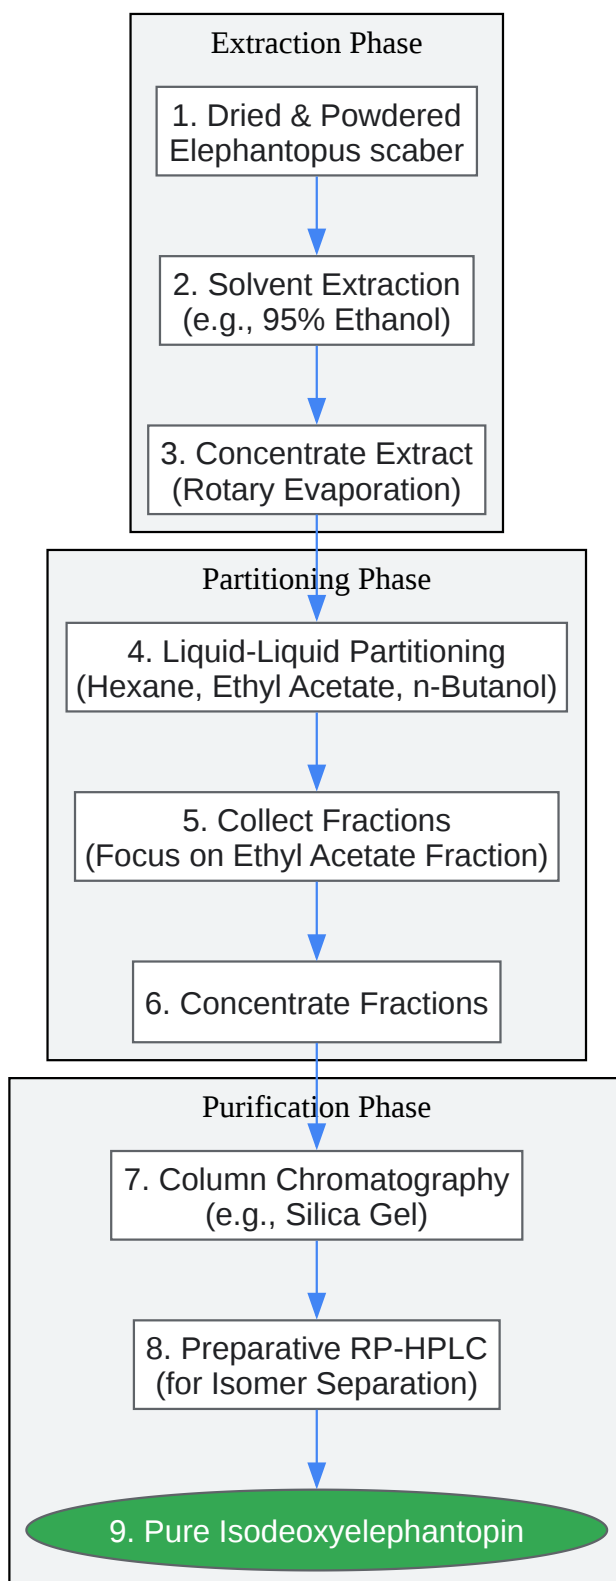 Extraction Phase
1. Dried & Powdered
Elephantopus scaber
2. Solvent Extraction
(e.g., 95% Ethanol)
3. Concentrate Extract
(Rotary Evaporation)
Partitioning Phase
4. Liquid-Liquid Partitioning
(Hexane, Ethyl Acetate, n-Butanol)
5. Collect Fractions
(Focus on Ethyl Acetate Fraction)
6. Concentrate Fractions
Purification Phase
7. Column Chromatography
(e.g., Silica Gel)
8. Preparative RP-HPLC
(for Isomer Separation)
9. Pure Isodeoxyelephantopin